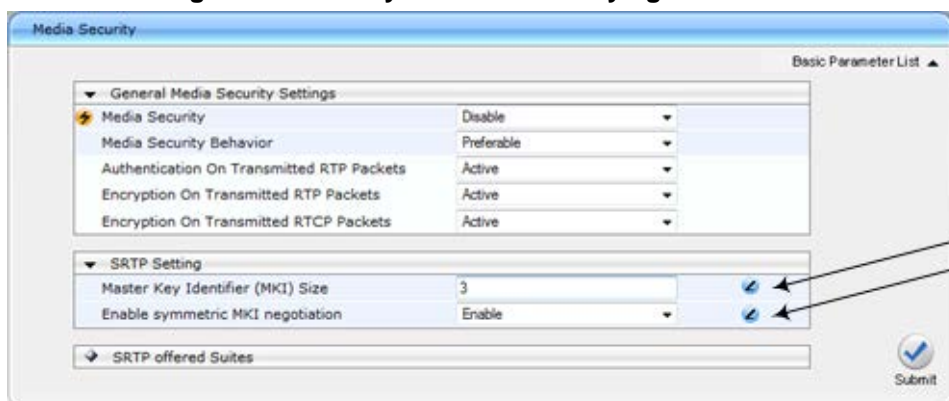 Media Security
Basic Parameter List
General Media Security Settings
Media Security Disable
Media Security Behavior Preferable
Authentication On Transmitted RTP Packets Active
Encryption On Transmitted RTP Packets Active
Encryption On Transmitted RTCP Packets Active
SRTP Setting
Master Key Identifier (MKI) Size 3
Enable symmetric MKI negotiation Enable
SRTP offered Suites
Submit